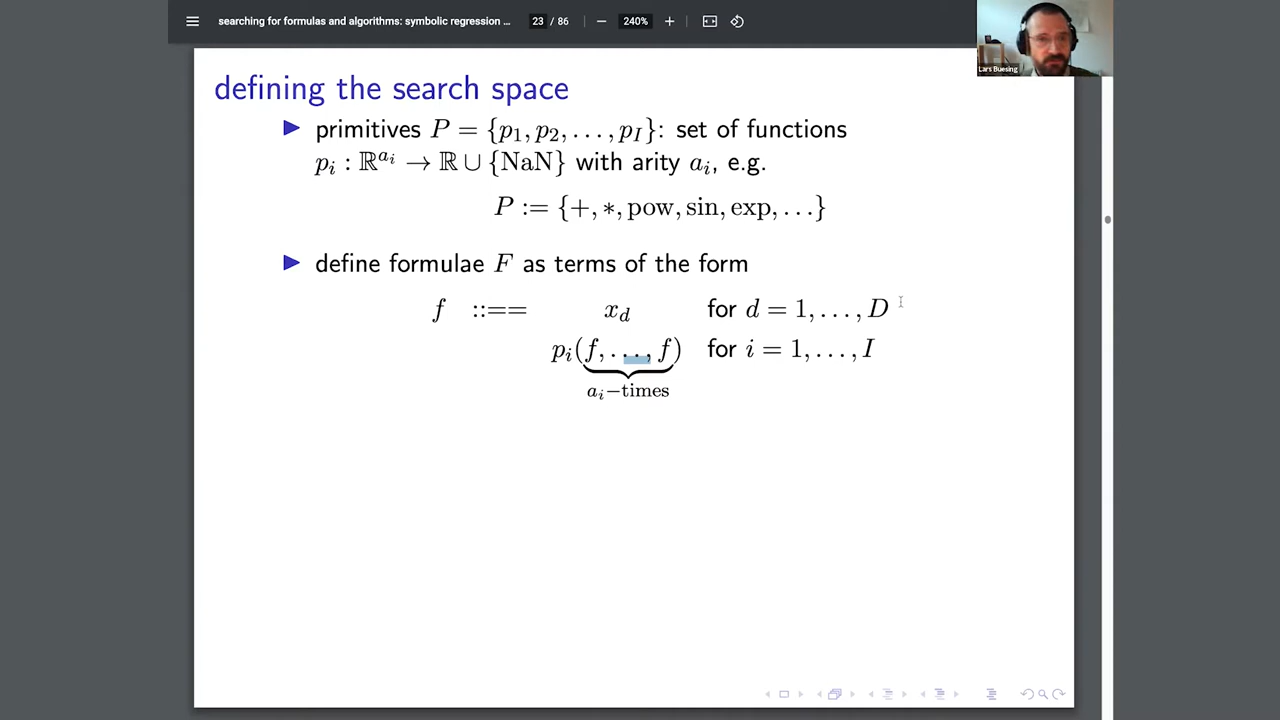 searching for formulas and algorithms: symbolic regression ...
23 / 86
240%
Lars Buesing
defining the search space
primitives P = {p₁, p₂, . . . , p_I}: set of functions
p_i : ℝ^{a_i} → ℝ ∪ {NaN} with arity a_i, e.g.
P := {+, ∗, pow, sin, exp, . . .}
define formulae F as terms of the form
f ::== x_d for d = 1, . . . , D
p_i(f, . . . , f) for i = 1, . . . , I
a_i−times